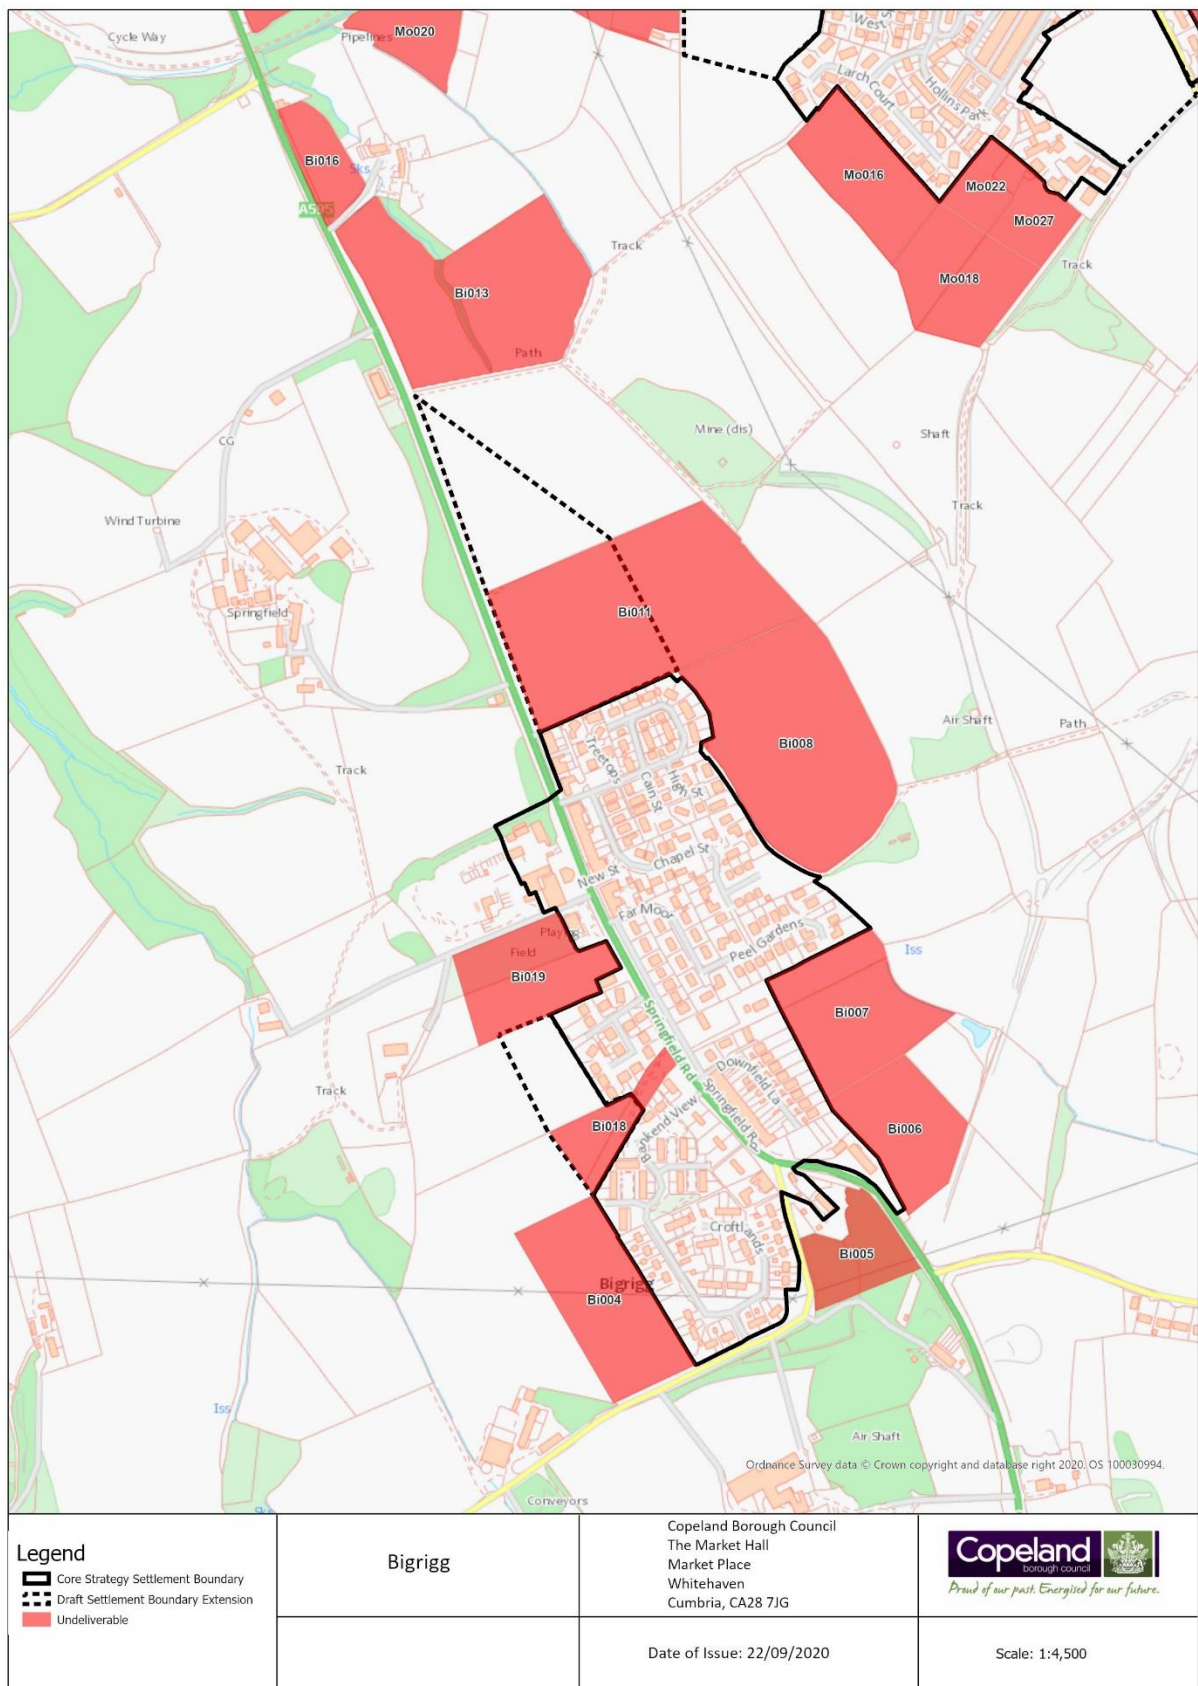 Cycle Way
Pipelines
Mo020
West
Larch Court
Hollins Pa
Bi016
Sks
A595
Mo016
Mo022
Mo027
Mo018
Track
Track
Bi013
Path
CG
Mine (dis)
Shaft
Wind Turbine
Track
Springfield
Bi011
Air Shaft
Path
Bi008
Track
Treetops
High St
Cain St
Chapel St
New St
Far Moor
Peel Gardens
Playing
Field
Iss
Bi019
Bi007
Springfield Rd
Downfield La
Springfield Rd
Track
Bi018
Bankend View
Bi006
Croftlands
Bi005
Bigrigg
Bi004
Iss
Air Shaft
Ordnance Survey data © Crown copyright and database right 2020. OS 100030994.
Conveyors
Sks
Legend
Core Strategy Settlement Boundary
Draft Settlement Boundary Extension
Undeliverable
Bigrigg
Copeland Borough Council
The Market Hall
Market Place
Whitehaven
Cumbria, CA28 7JG
Date of Issue: 22/09/2020
Copeland
borough council
Proud of our past. Energised for our future.
Scale: 1:4,500